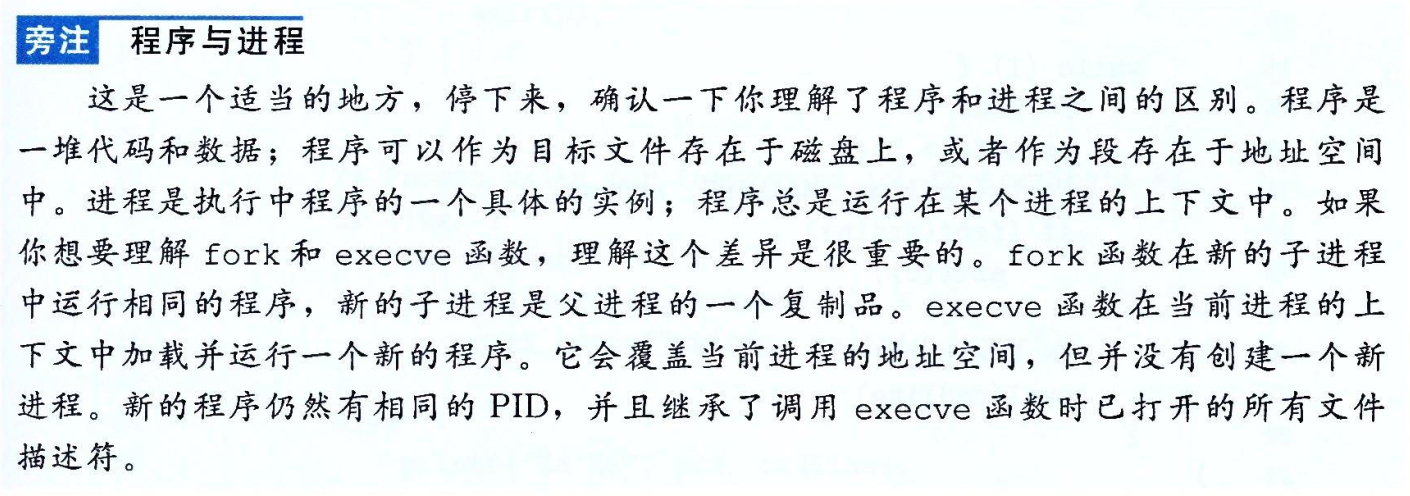 旁注 程序与进程
这是一个适当的地方，停下来，确认一下你理解了程序和进程之间的区别。程序是
一堆代码和数据；程序可以作为目标文件存在于磁盘上，或者作为段存在于地址空间
中。进程是执行中程序的一个具体的实例；程序总是运行在某个进程的上下文中。如果
你想要理解 fork 和 execve 函数，理解这个差异是很重要的。fork 函数在新的子进程
中运行相同的程序，新的子进程是父进程的一个复制品。execve 函数在当前进程的上
下文中加载并运行一个新的程序。它会覆盖当前进程的地址空间，但并没有创建一个新
进程。新的程序仍然有相同的 PID，并且继承了调用 execve 函数时已打开的所有文件
描述符。